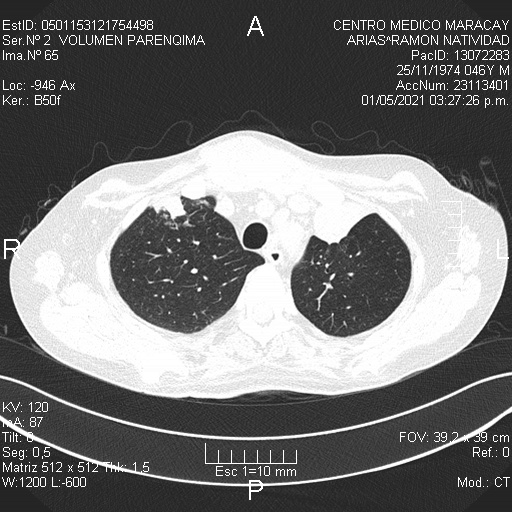 EstID: 0501153121754498
Ser.Nº 2 VOLUMEN PARENQIMA
Ima.Nº 65
Loc: -946 Ax
Ker.: B50f
A
CENTRO MEDICO MARACAY
ARIAS^RAMON NATIVIDAD
PacID: 13072283
25/11/1974 046Y M
AccNum: 23113401
01/05/2021 03:27:26 p.m.
R
L
KV: 120
mA: 87
Tilt: 0
Seg: 0,5
Matriz 512 x 512 Thk: 1,5
W:1200 L:-600
Esc 1=10 mm
P
FOV: 39,2 x 39 cm
Ref.: 0
Mod.: CT